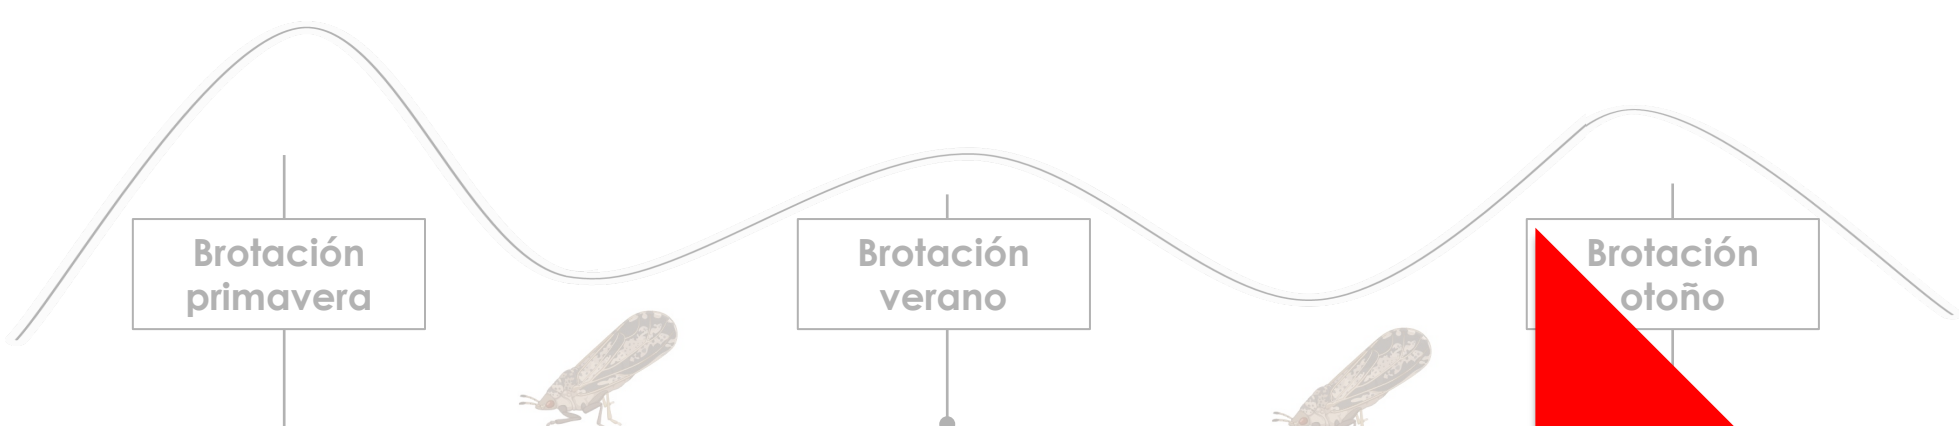 Brotación
primavera
Brotación
verano
Brotación
otoño